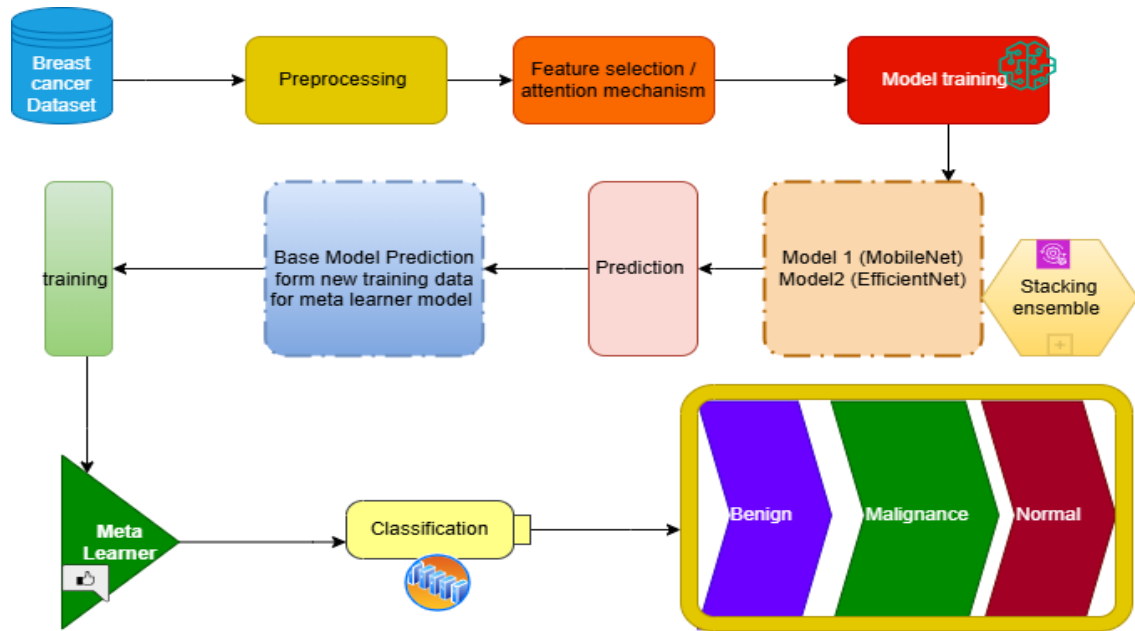 Breast
cancer
Dataset
Preprocessing
Feature selection /
attention mechanism
Model training
Model 1 (MobileNet)
Model2 (EfficientNet)
Stacking
ensemble
Prediction
Base Model Prediction
form new training data
for meta learner model
training
Meta
Learner
Classification
Benign
Malignance
Normal